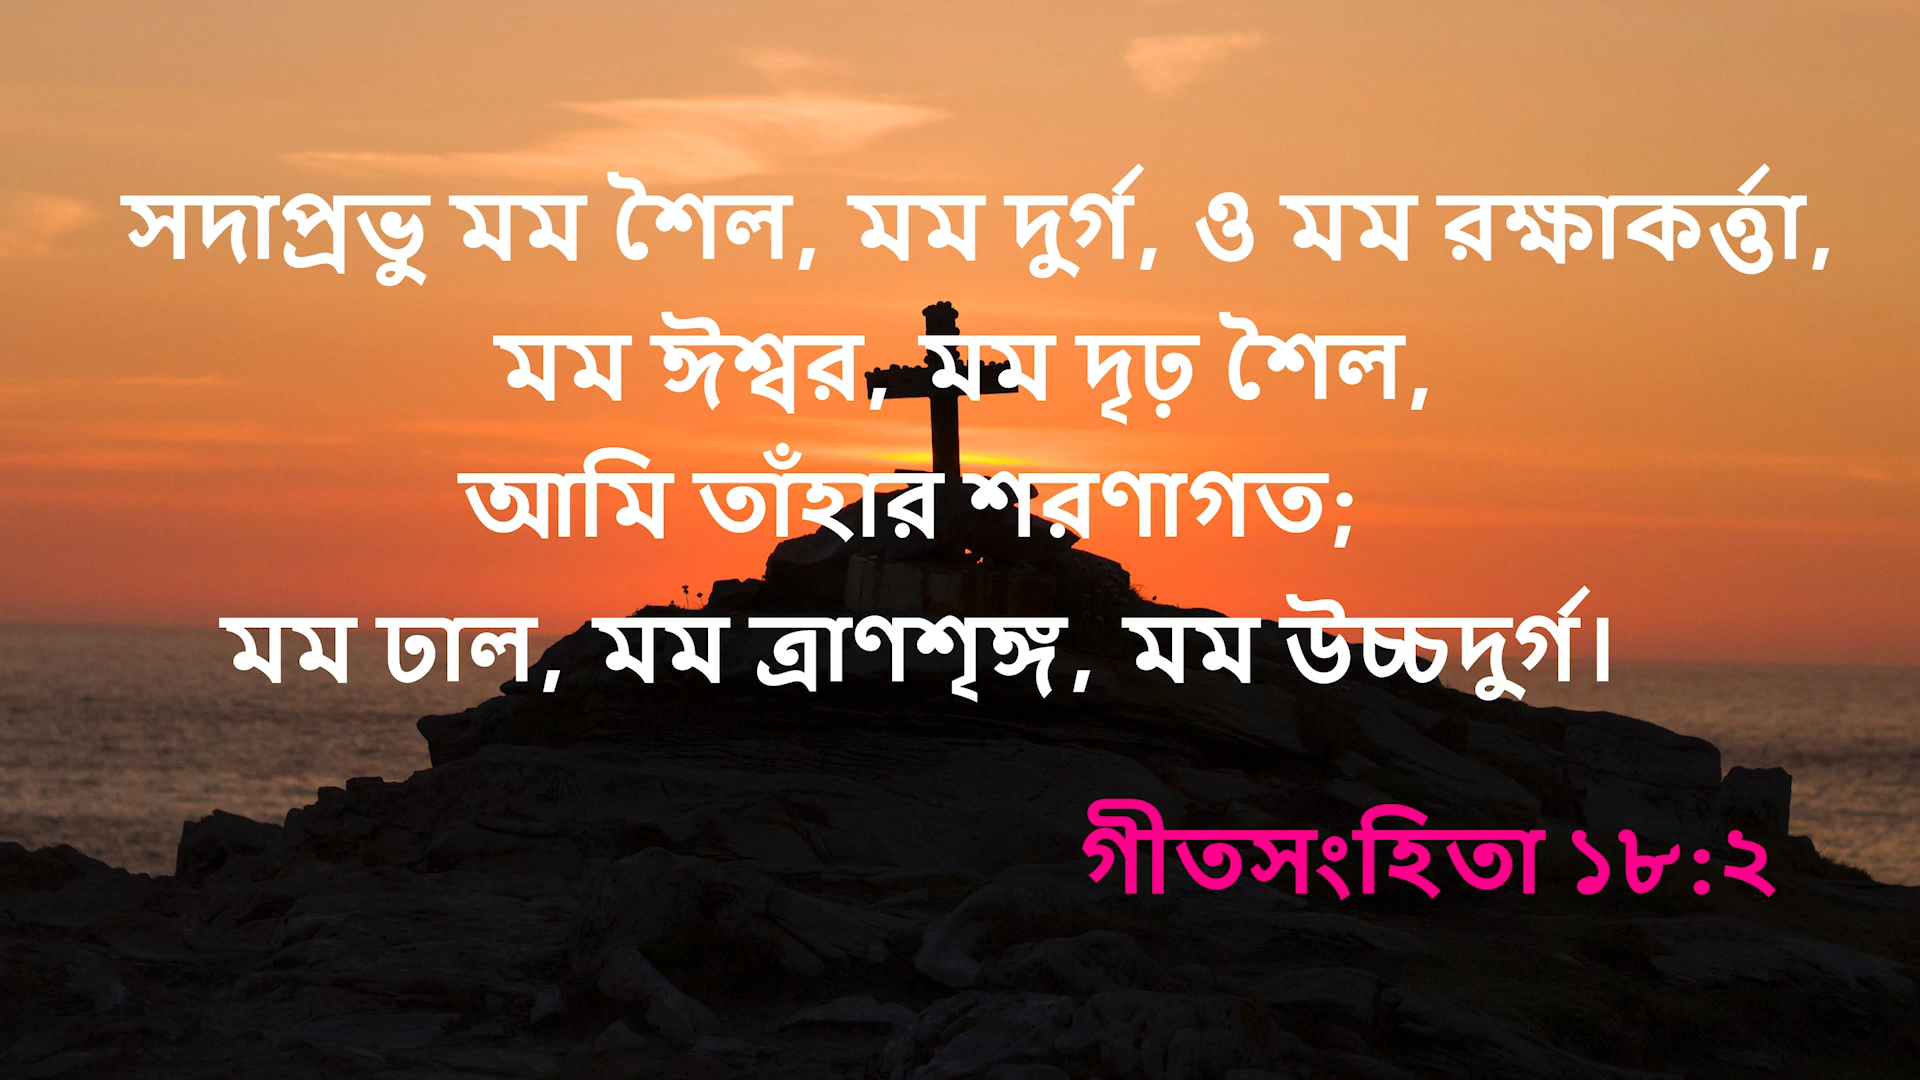 সদাপ্রভু মম শৈল, মম দুর্গ, ও মম রক্ষাকর্ত্তা,
মম ঈশ্বর, মম দৃঢ় শৈল,
আমি তাঁহার শরণাগত;
মম ঢাল, মম ত্রাণশৃঙ্গ, মম উচ্চদুর্গ।
গীতসংহিতা ১৮:২